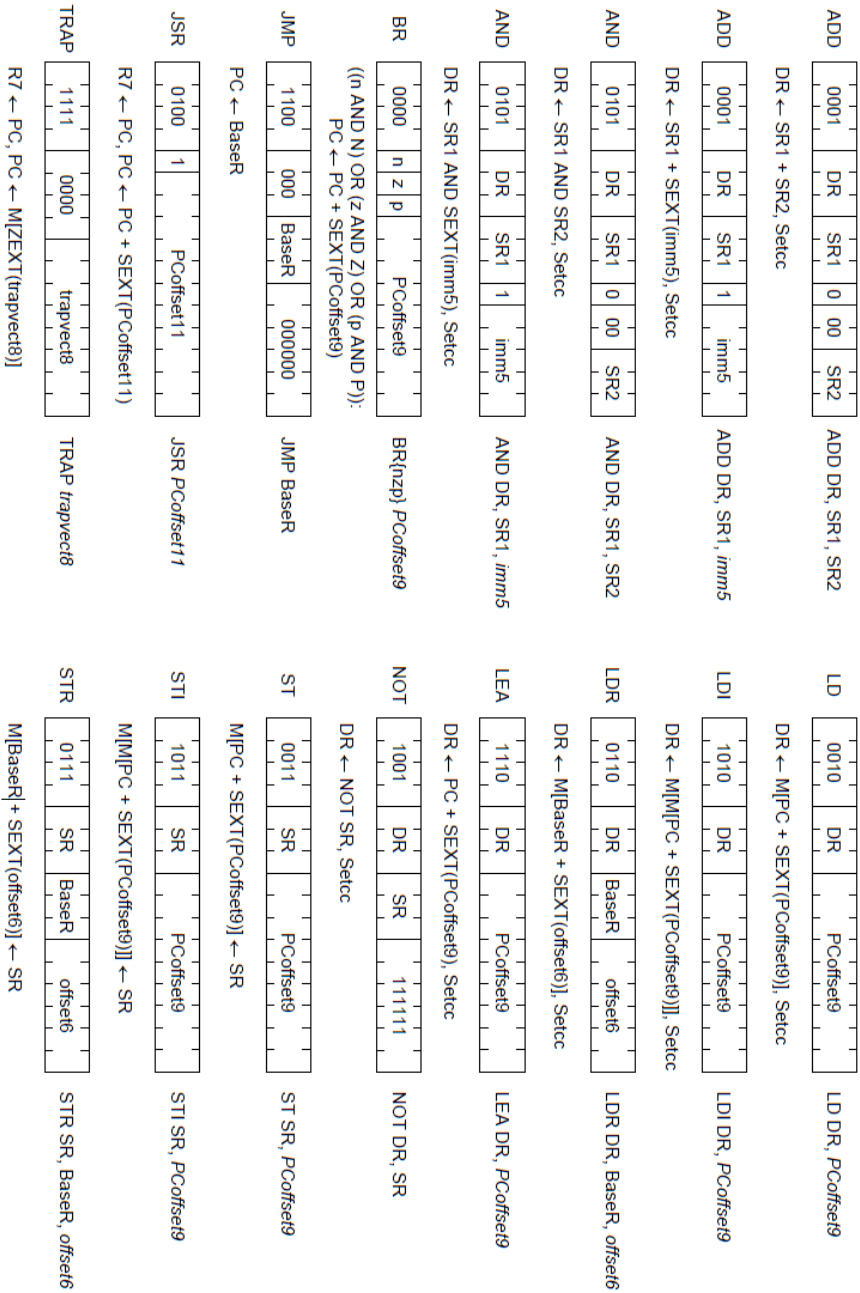 ADD 0001 DR SR1 0 00 SR2 ADD DR, SR1, SR2
DR ← SR1 + SR2, Setcc
ADD 0001 DR SR1 1 imm5 ADD DR, SR1, imm5
DR ← SR1 + SEXT(imm5), Setcc
AND 0101 DR SR1 0 00 SR2 AND DR, SR1, SR2
DR ← SR1 AND SR2, Setcc
AND 0101 DR SR1 1 imm5 AND DR, SR1, imm5
DR ← SR1 AND SEXT(imm5), Setcc
BR 0000 n z p PCoffset9 BR{nzp} PCoffset9
((n AND N) OR (z AND Z) OR (p AND P)):
PC ← PC + SEXT(PCoffset9)
JMP 1100 000 BaseR 000000 JMP BaseR
PC ← BaseR
JSR 0100 1 PCoffset11 JSR PCoffset11
R7 ← PC, PC ← PC + SEXT(PCoffset11)
TRAP 1111 0000 trapvect8 TRAP trapvect8
R7 ← PC, PC ← M[ZEXT(trapvect8)]
LD 0010 DR PCoffset9 LD DR, PCoffset9
DR ← M[PC + SEXT(PCoffset9)], Setcc
LDI 1010 DR PCoffset9 LDI DR, PCoffset9
DR ← M[M[PC + SEXT(PCoffset9)]], Setcc
LDR 0110 DR BaseR offset6 LDR DR, BaseR, offset6
DR ← M[BaseR + SEXT(offset6)], Setcc
LEA 1110 DR PCoffset9 LEA DR, PCoffset9
DR ← PC + SEXT(PCoffset9), Setcc
NOT 1001 DR SR 111111 NOT DR, SR
DR ← NOT SR, Setcc
ST 0011 SR PCoffset9 ST SR, PCoffset9
M[PC + SEXT(PCoffset9)] ← SR
STI 1011 SR PCoffset9 STI SR, PCoffset9
M[M[PC + SEXT(PCoffset9)]] ← SR
STR 0111 SR BaseR offset6 STR SR, BaseR, offset6
M[BaseR + SEXT(offset6)] ← SR